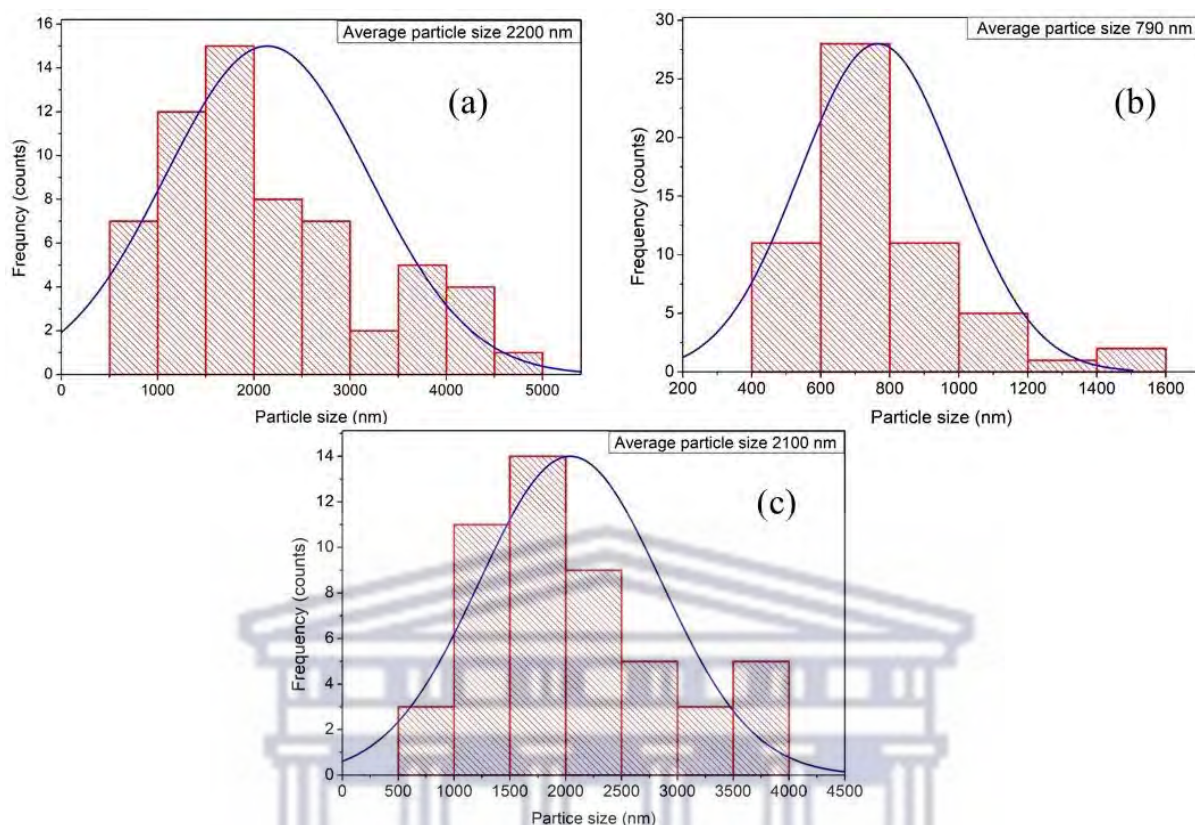 Average particle size 2200 nm
(a)
16
14
12
10
8
6
4
2
0
Frequncy (counts)
0 1000 2000 3000 4000 5000
Particle size (nm)
Average partice size 790 nm
(b)
30
25
20
15
10
5
0
Frequency (counts)
200 400 600 800 1000 1200 1400 1600
Particle size (nm)
Average particle size 2100 nm
(c)
14
12
10
8
6
4
2
0
Frequency (counts)
0 500 1000 1500 2000 2500 3000 3500 4000 4500
Partice size (nm)